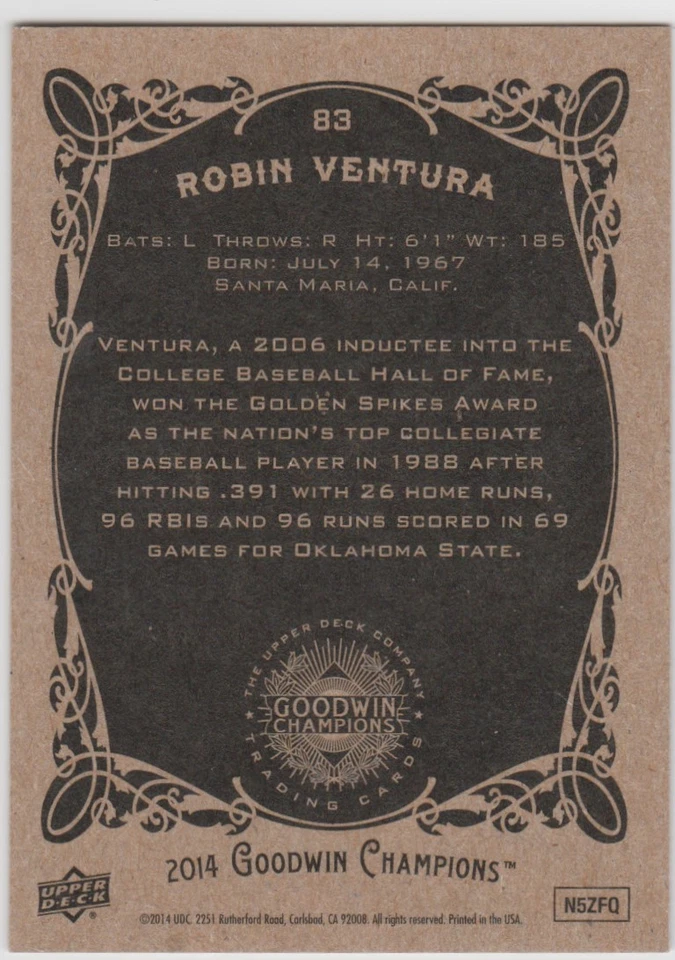 83
ROBIN VENTURA
BATS: L THROWS: R HT: 6'1" WT: 185
BORN: JULY 14, 1967
SANTA MARIA, CALIF.
VENTURA, A 2006 INDUCTEE INTO THE
COLLEGE BASEBALL HALL OF FAME,
WON THE GOLDEN SPIKES AWARD
AS THE NATION'S TOP COLLEGIATE
BASEBALL PLAYER IN 1988 AFTER
HITTING .391 WITH 26 HOME RUNS,
96 RBIS AND 96 RUNS SCORED IN 69
GAMES FOR OKLAHOMA STATE.
THE UPPER DECK COMPANY
GOODWIN
CHAMPIONS
★ TRADING CARDS ★
2014 GOODWIN CHAMPIONS™
UPPER
D·E·C·K®
©2014 UDC. 2251 Rutherford Road, Carlsbad, CA 92008. All rights reserved. Printed in the USA.
N5ZFQ